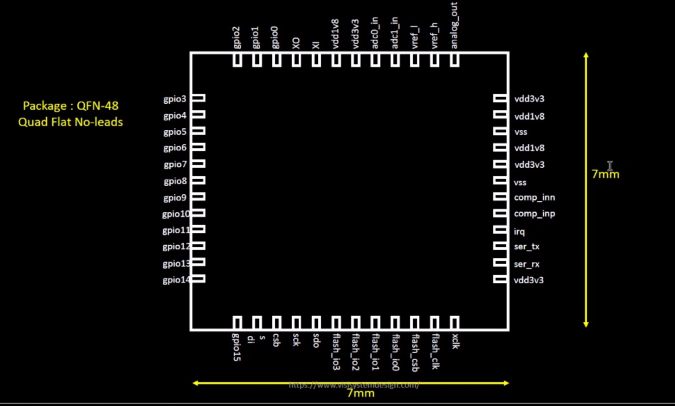 gpio2
gpio1
gpio0
XO
XI
vdd1v8
vdd3v3
adc0_in
adc1_in
vref_l
vref_h
analog_out
Package : QFN-48
Quad Flat No-leads
gpio3
gpio4
gpio5
gpio6
gpio7
gpio8
gpio9
gpio10
gpio11
gpio12
gpio13
gpio14
vdd3v3
vdd1v8
vss
vdd1v8
vdd3v3
vss
comp_inn
comp_inp
irq
ser_tx
ser_rx
vdd3v3
7mm
gpio15
di
s
csb
sck
sdo
flash_io3
flash_io2
flash_io1
flash_io0
flash_csb
flash_clk
xclk
https://www.vlsisystemdesign.com/
7mm